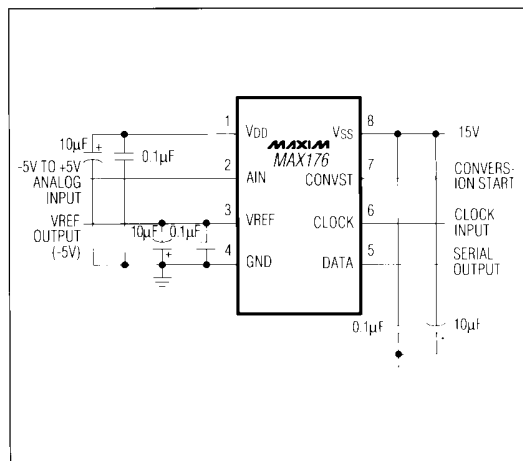 1
VDD
MAXIM
MAX176
VSS
8
15V
10µF
+
0.1µF
-5V TO +5V
ANALOG
INPUT
2
AIN
CONVST
7
CONVERS-
ION START
VREF
OUTPUT
(-5V)
10µF
0.1µF
3
VREF
CLOCK
6
CLOCK
INPUT
+
4
GND
DATA
5
SERIAL
OUTPUT
0.1µF
10µF